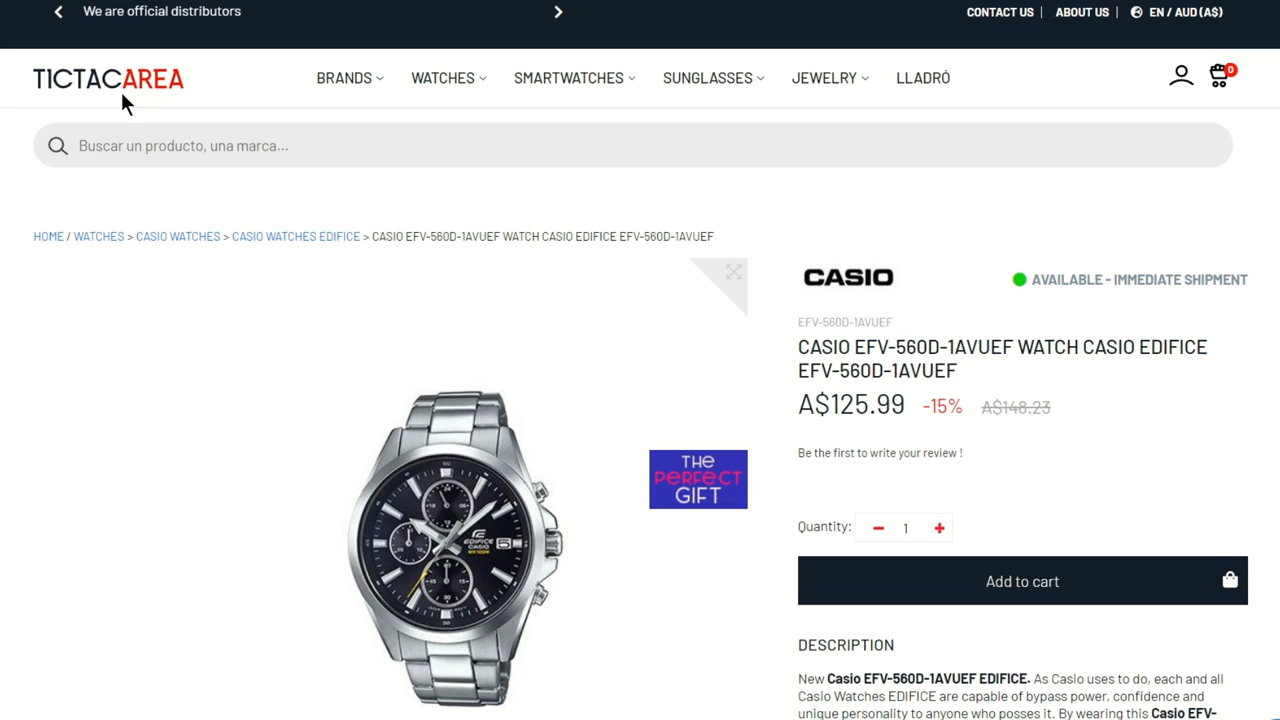 We are official distributors
CONTACT US | ABOUT US | EN / AUD (A$)
TICTACAREA
BRANDS WATCHES SMARTWATCHES SUNGLASSES JEWELRY LLADRÓ
0
Buscar un producto, una marca...
HOME / WATCHES > CASIO WATCHES > CASIO WATCHES EDIFICE > CASIO EFV-560D-1AVUEF WATCH CASIO EDIFICE EFV-560D-1AVUEF
CASIO
AVAILABLE - IMMEDIATE SHIPMENT
EFV-560D-1AVUEF
CASIO EFV-560D-1AVUEF WATCH CASIO EDIFICE
EFV-560D-1AVUEF
A$125.99 -15% A$148.23
Be the first to write your review !
THE
PERFECT
GIFT
EDIFICE
CASIO
Quantity: - 1 +
Add to cart
DESCRIPTION
New Casio EFV-560D-1AVUEF EDIFICE. As Casio uses to do, each and all
Casio Watches EDIFICE are capable of bypass power, confidence and
unique personality to anyone who posses it. By wearing this Casio EFV-